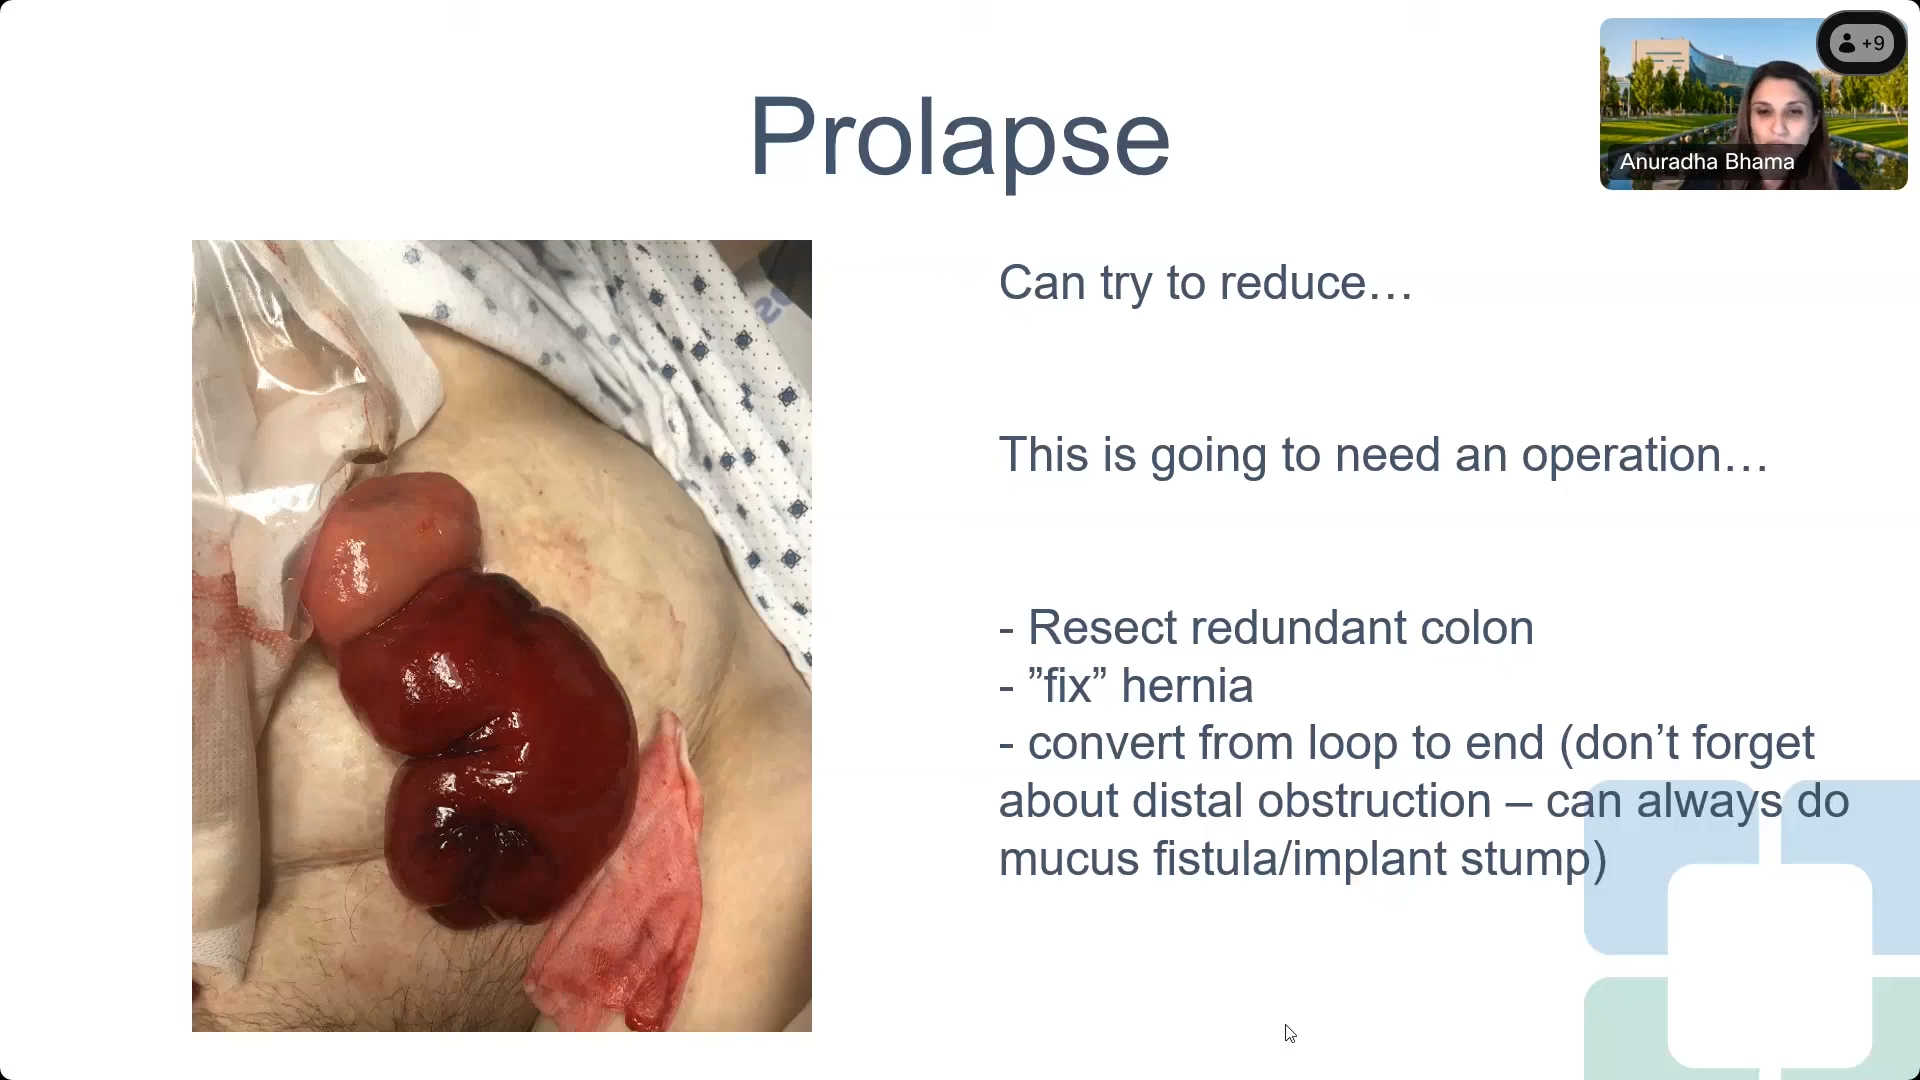 Prolapse
+9
Anuradha Bhama
Can try to reduce…
This is going to need an operation…
- Resect redundant colon
- ”fix” hernia
- convert from loop to end (don’t forget
about distal obstruction – can always do
mucus fistula/implant stump)